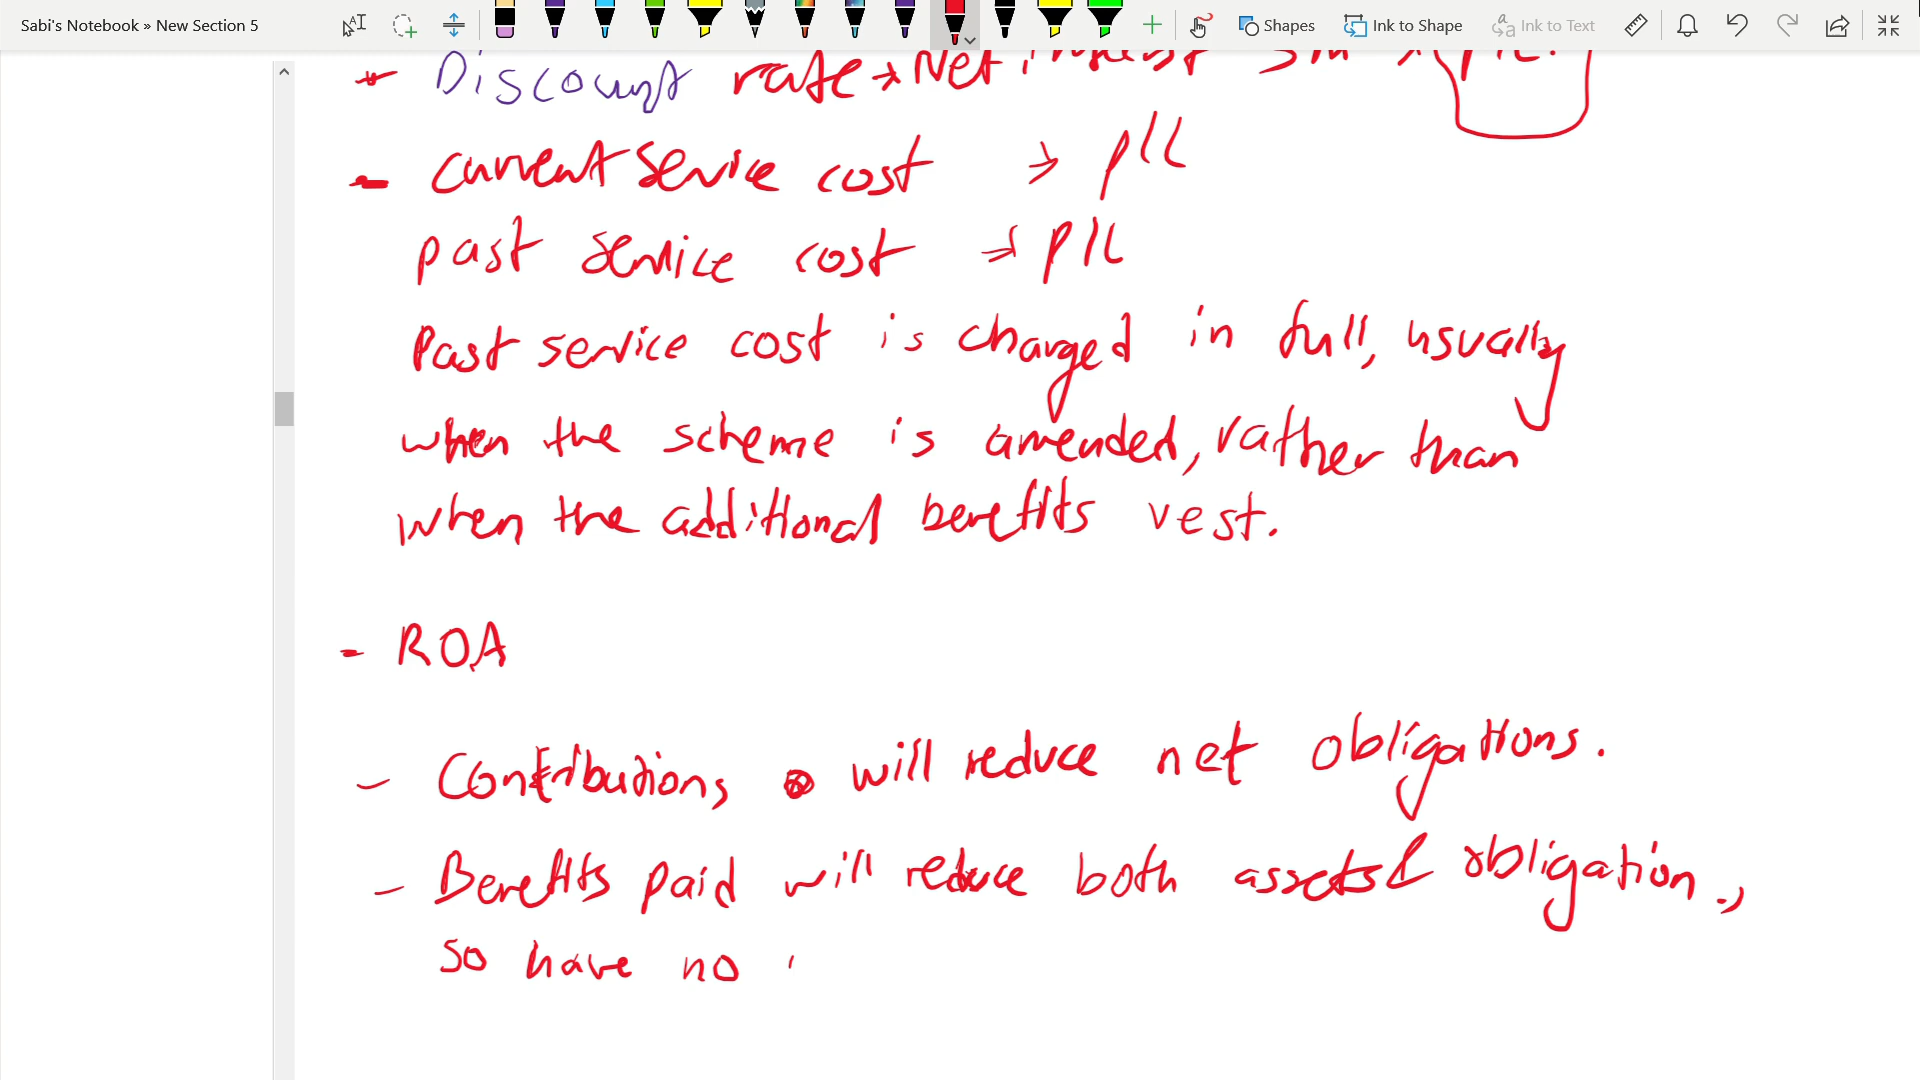 Sabi's Notebook » New Section 5
Shapes
Ink to Shape
Ink to Text
Discount rate → Net interest
- Current Service cost → P/L
past service cost → P/L
Past service cost is charged in full, usually
when the scheme is amended, rather than
when the additional benefits vest.
- ROA
- Contributions will reduce net obligations.
- Benefits paid will reduce both assets & obligation.,
so have no